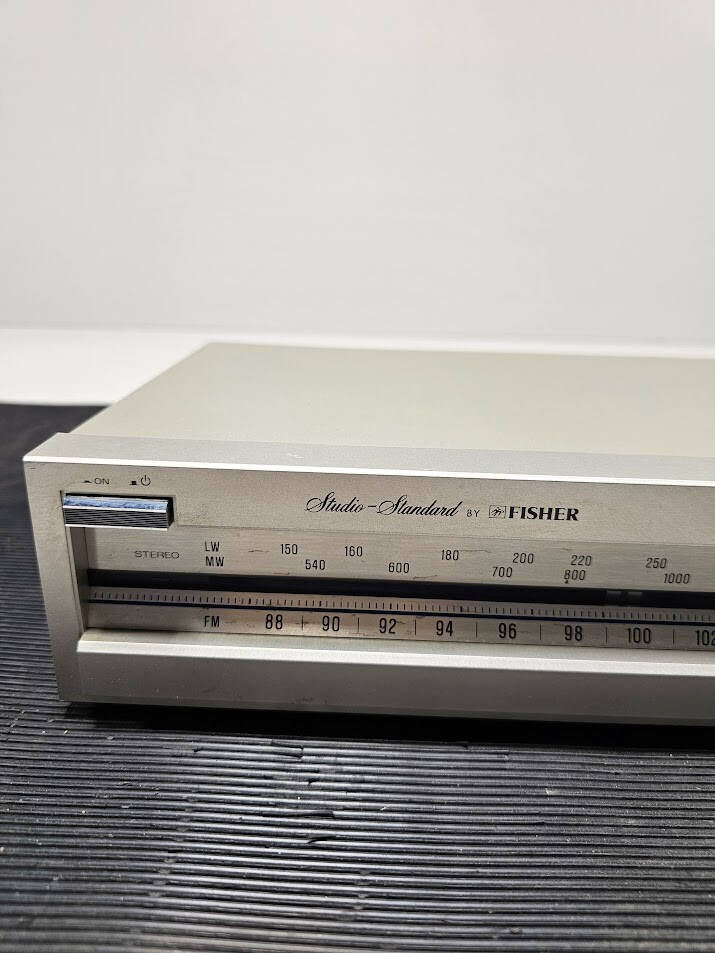 ON
Studio-Standard BY FISHER
STEREO
LW 150 160 180 200 220 250
MW 540 600 700 800 1000
FM 88 90 92 94 96 98 100 102